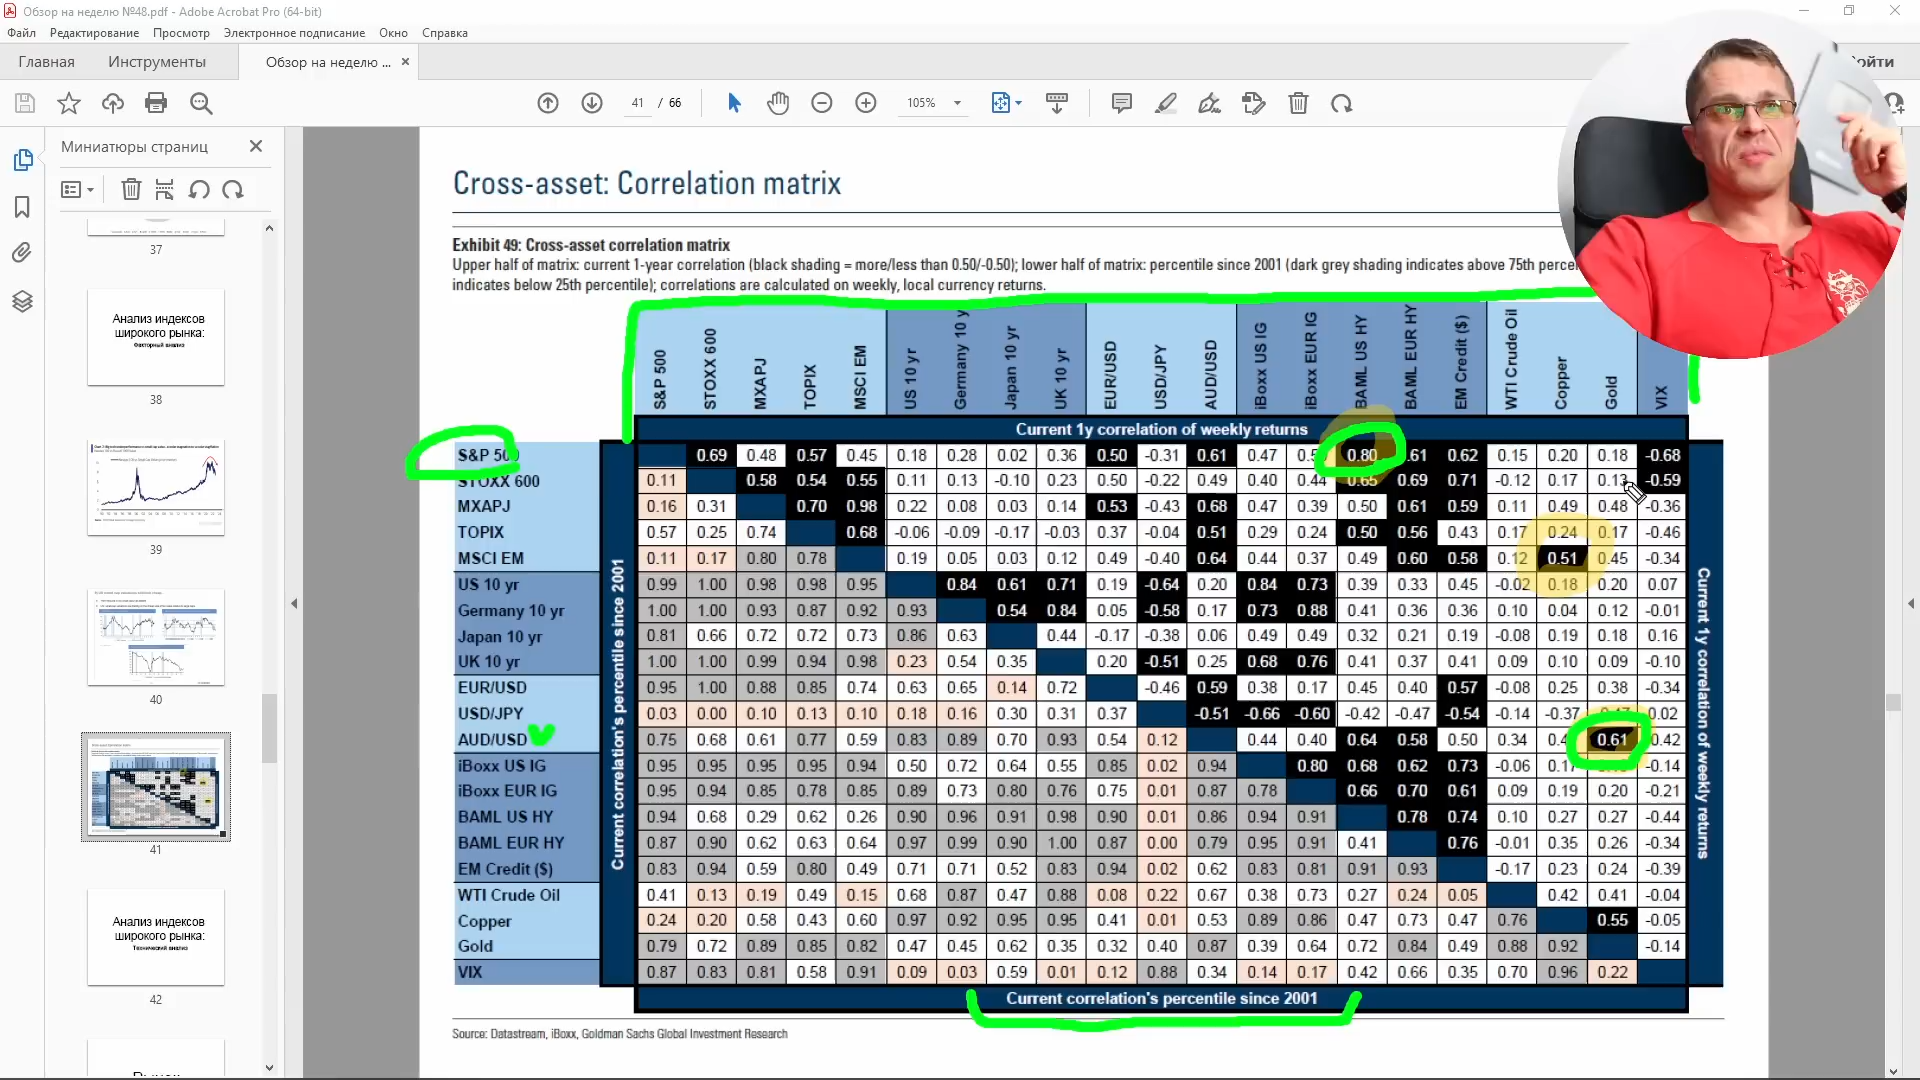 Обзор на неделю №48.pdf - Adobe Acrobat Pro (64-bit)
Файл Редактирование Просмотр Электронное подписание Окно Справка
Главная Инструменты Обзор на неделю ... ×
41 / 66 105%
Миниатюры страниц
37
Анализ индексов
широкого рынка:
Факторный анализ
38
39
40
41
Анализ индексов
широкого рынка:
Технический анализ
42
Cross-asset: Correlation matrix
Exhibit 49: Cross-asset correlation matrix
Upper half of matrix: current 1-year correlation (black shading = more/less than 0.50/-0.50); lower half of matrix: percentile since 2001 (dark grey shading indicates above 75th
indicates below 25th percentile); correlations are calculated on weekly, local currency returns.
S&P 500 STOXX 600 MXAPJ TOPIX MSCI EM US 10 yr Germany 10 y Japan 10 yr UK 10 yr EUR/USD USD/JPY AUD/USD iBoxx US IG iBoxx EUR IG BAML US HY BAML EUR HY EM Credit ($) WTI Crude Oil Copper Gold VIX
Current 1y correlation of weekly returns
S&P 500 0.69 0.48 0.57 0.45 0.18 0.28 0.02 0.36 0.50 -0.31 0.61 0.47 0.80 0.62 0.15 0.20 0.18 -0.68
STOXX 600 0.11 0.58 0.54 0.55 0.11 0.13 -0.10 0.23 0.50 -0.22 0.49 0.40 0.44 0.65 0.69 0.71 -0.12 0.17 0.13 -0.59
MXAPJ 0.16 0.31 0.70 0.98 0.22 0.08 0.03 0.14 0.53 -0.43 0.68 0.47 0.39 0.50 0.61 0.59 0.11 0.49 0.48 -0.36
TOPIX 0.57 0.25 0.74 0.68 -0.06 -0.09 -0.17 -0.03 0.37 -0.04 0.51 0.29 0.24 0.50 0.56 0.43 0.17 0.24 0.17 -0.46
MSCI EM 0.11 0.17 0.80 0.78 0.19 0.05 0.03 0.12 0.49 -0.40 0.64 0.44 0.37 0.49 0.60 0.58 0.12 0.51 0.45 -0.34
US 10 yr 0.99 1.00 0.98 0.98 0.95 0.84 0.61 0.71 0.19 -0.64 0.20 0.84 0.73 0.39 0.33 0.45 -0.02 0.18 0.20 0.07
Germany 10 yr 1.00 1.00 0.93 0.87 0.92 0.93 0.54 0.84 0.05 -0.58 0.17 0.73 0.88 0.41 0.36 0.36 0.10 0.04 0.12 -0.01
Japan 10 yr 0.81 0.66 0.72 0.72 0.73 0.86 0.63 0.44 -0.17 -0.38 0.06 0.49 0.49 0.32 0.21 0.19 -0.08 0.19 0.18 0.16
UK 10 yr 1.00 1.00 0.99 0.94 0.98 0.23 0.54 0.35 0.20 -0.51 0.25 0.68 0.76 0.41 0.37 0.41 0.09 0.10 0.09 -0.10
EUR/USD 0.95 1.00 0.88 0.85 0.74 0.63 0.65 0.14 0.72 -0.46 0.59 0.38 0.17 0.45 0.40 0.57 -0.08 0.25 0.38 -0.34
USD/JPY 0.03 0.00 0.10 0.13 0.10 0.18 0.16 0.30 0.31 0.37 -0.51 -0.66 -0.60 -0.42 -0.47 -0.54 -0.14 -0.37 0.02
AUD/USD 0.75 0.68 0.61 0.77 0.59 0.83 0.89 0.70 0.93 0.54 0.12 0.44 0.40 0.64 0.58 0.50 0.34 0.61
iBoxx US IG 0.95 0.95 0.95 0.95 0.94 0.50 0.72 0.64 0.55 0.85 0.02 0.94 0.80 0.68 0.62 0.73 -0.06 -0.14
iBoxx EUR IG 0.95 0.94 0.85 0.78 0.85 0.89 0.73 0.80 0.76 0.75 0.01 0.87 0.78 0.66 0.70 0.61 0.09 0.19 0.20 -0.21
BAML US HY 0.94 0.68 0.29 0.62 0.26 0.90 0.96 0.91 0.98 0.90 0.01 0.86 0.94 0.91 0.78 0.74 0.10 0.27 0.27 -0.44
BAML EUR HY 0.87 0.90 0.62 0.63 0.64 0.97 0.99 0.90 1.00 0.87 0.00 0.79 0.95 0.91 0.41 0.76 -0.01 0.35 0.26 -0.34
EM Credit ($) 0.83 0.94 0.59 0.80 0.49 0.71 0.71 0.52 0.83 0.94 0.02 0.62 0.83 0.81 0.91 0.93 -0.17 0.23 0.24 -0.39
WTI Crude Oil 0.41 0.13 0.19 0.49 0.15 0.68 0.87 0.47 0.88 0.08 0.22 0.67 0.38 0.73 0.27 0.24 0.05 0.42 0.41 -0.04
Copper 0.24 0.20 0.58 0.43 0.60 0.97 0.92 0.95 0.95 0.41 0.01 0.53 0.89 0.86 0.47 0.73 0.47 0.76 0.55 -0.05
Gold 0.79 0.72 0.89 0.85 0.82 0.47 0.45 0.62 0.35 0.32 0.40 0.87 0.39 0.64 0.72 0.84 0.49 0.88 0.92 -0.14
VIX 0.87 0.83 0.81 0.58 0.91 0.09 0.03 0.59 0.01 0.12 0.88 0.34 0.14 0.17 0.42 0.66 0.35 0.70 0.96 0.22
Current correlation's percentile since 2001
Current correlation's percentile since 2001
Current 1y correlation of weekly returns
Source: Datastream, iBoxx, Goldman Sachs Global Investment Research